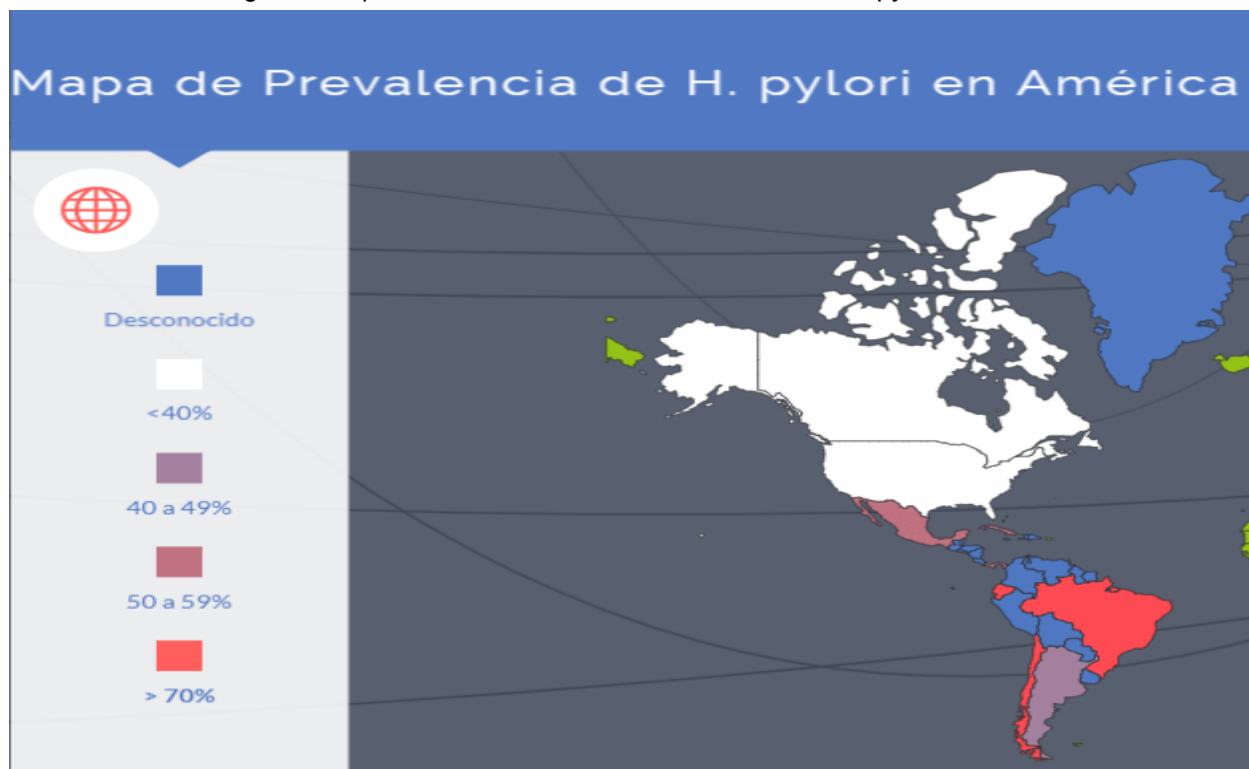 Mapa de Prevalencia de H. pylori en América
Desconocido
<40%
40 a 49%
50 a 59%
> 70%